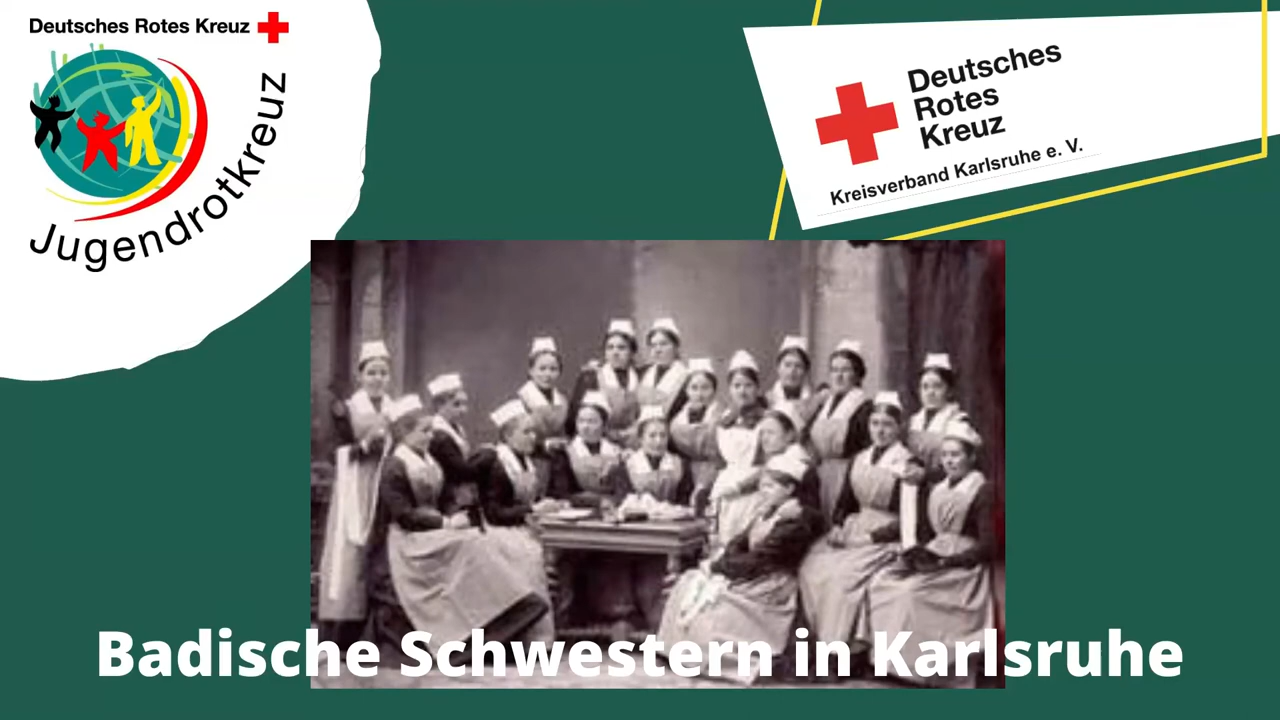 Deutsches Rotes Kreuz
Jugendrotkreuz
Deutsches
Rotes
Kreuz
Kreisverband Karlsruhe e. V.
Badische Schwestern in Karlsruhe